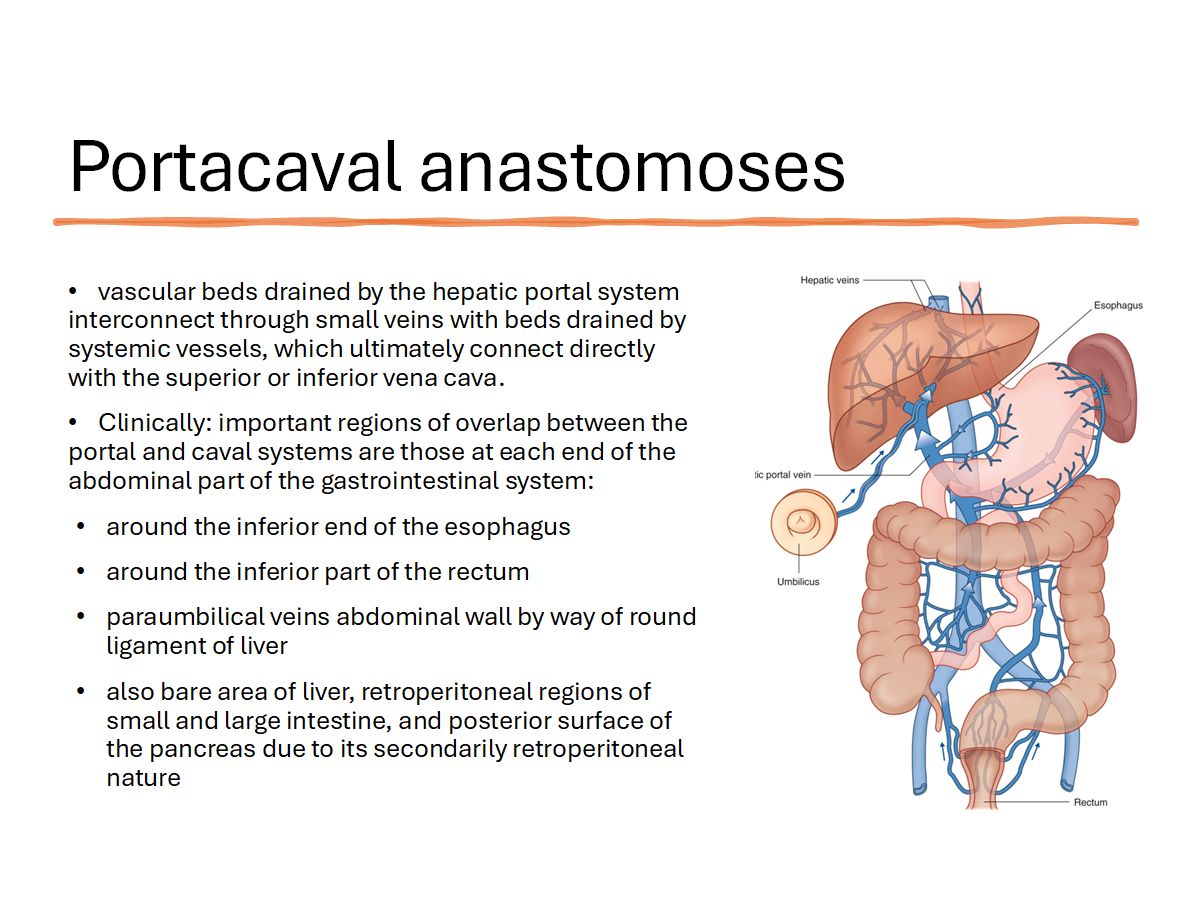 Portacaval anastomoses
• vascular beds drained by the hepatic portal system
interconnect through small veins with beds drained by
systemic vessels, which ultimately connect directly
with the superior or inferior vena cava.
• Clinically: important regions of overlap between the
portal and caval systems are those at each end of the
abdominal part of the gastrointestinal system:
• around the inferior end of the esophagus
• around the inferior part of the rectum
• paraumbilical veins abdominal wall by way of round
ligament of liver
• also bare area of liver, retroperitoneal regions of
small and large intestine, and posterior surface of
the pancreas due to its secondarily retroperitoneal
nature
Hepatic veins
Esophagus
ic portal vein
Umbilicus
Rectum